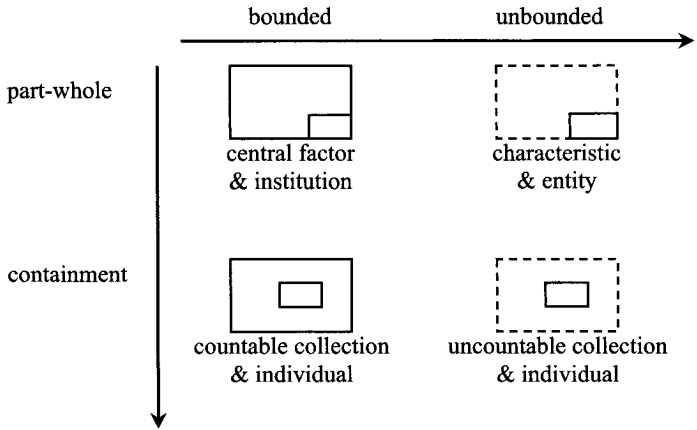 bounded
unbounded
part-whole
central factor
& institution
characteristic
& entity
containment
countable collection
& individual
uncountable collection
& individual